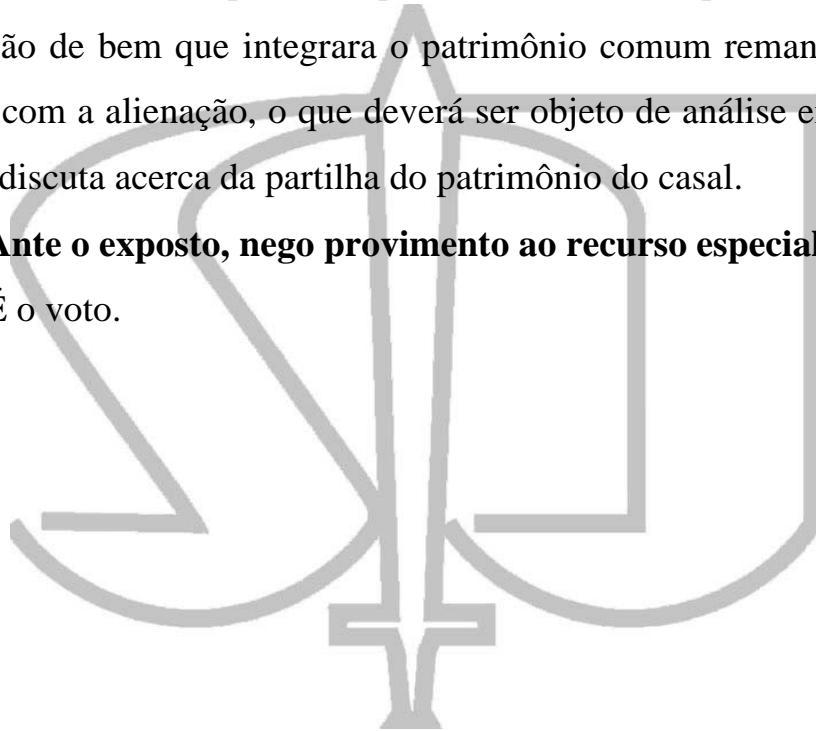 ão de bem que integrara o patrimônio comum reman
com a alienação, o que deverá ser objeto de análise e
discuta acerca da partilha do patrimônio do casal.
Ante o exposto, nego provimento ao recurso especial
É o voto.
STJ